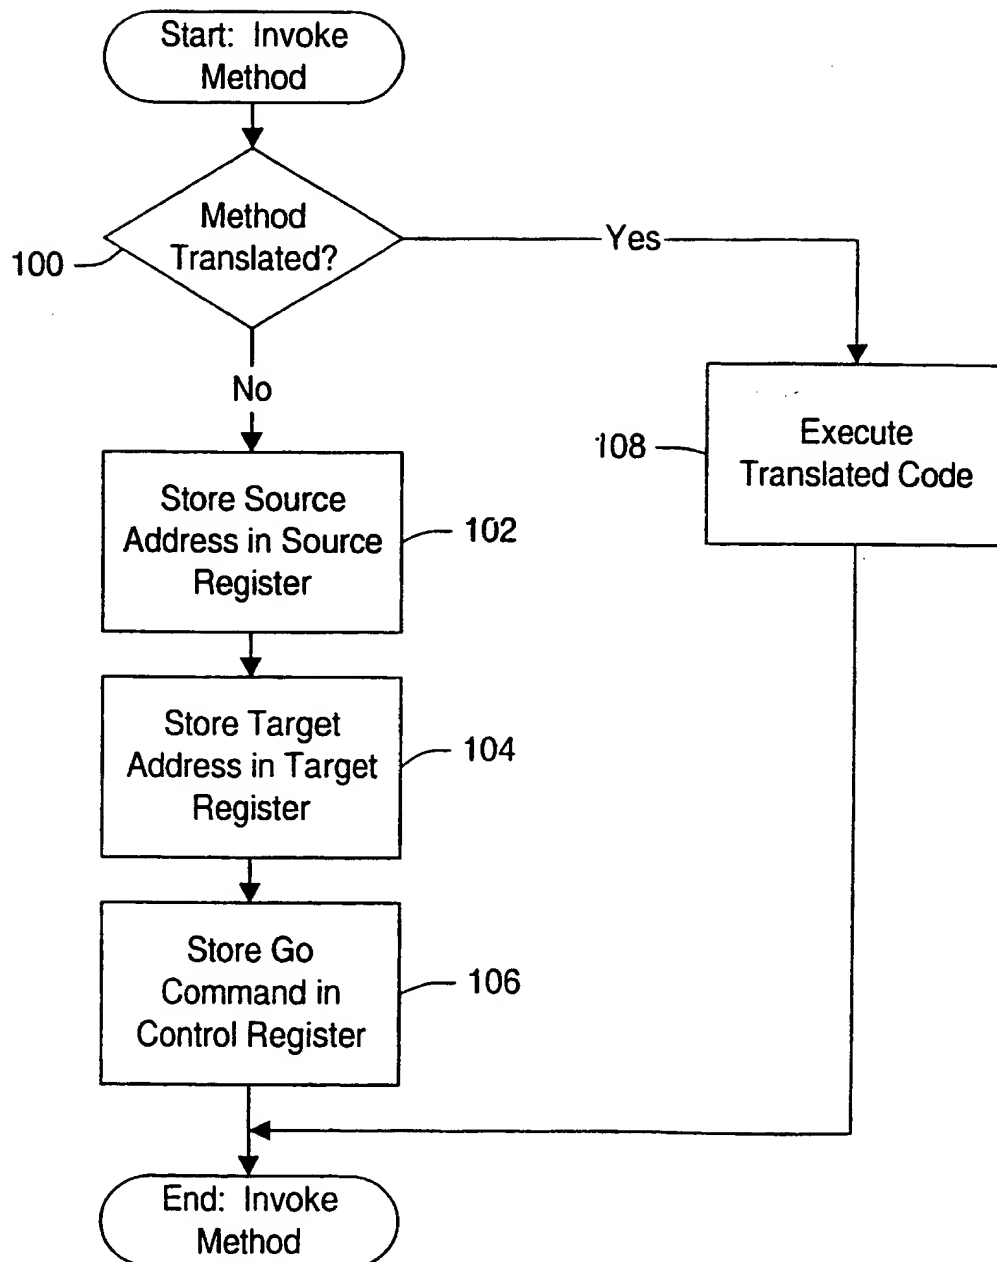 Start: Invoke
Method
Method
Translated?
100
Yes
No
Execute
Translated Code
108
Store Source
Address in Source
Register
102
Store Target
Address in Target
Register
104
Store Go
Command in
Control Register
106
End: Invoke
Method